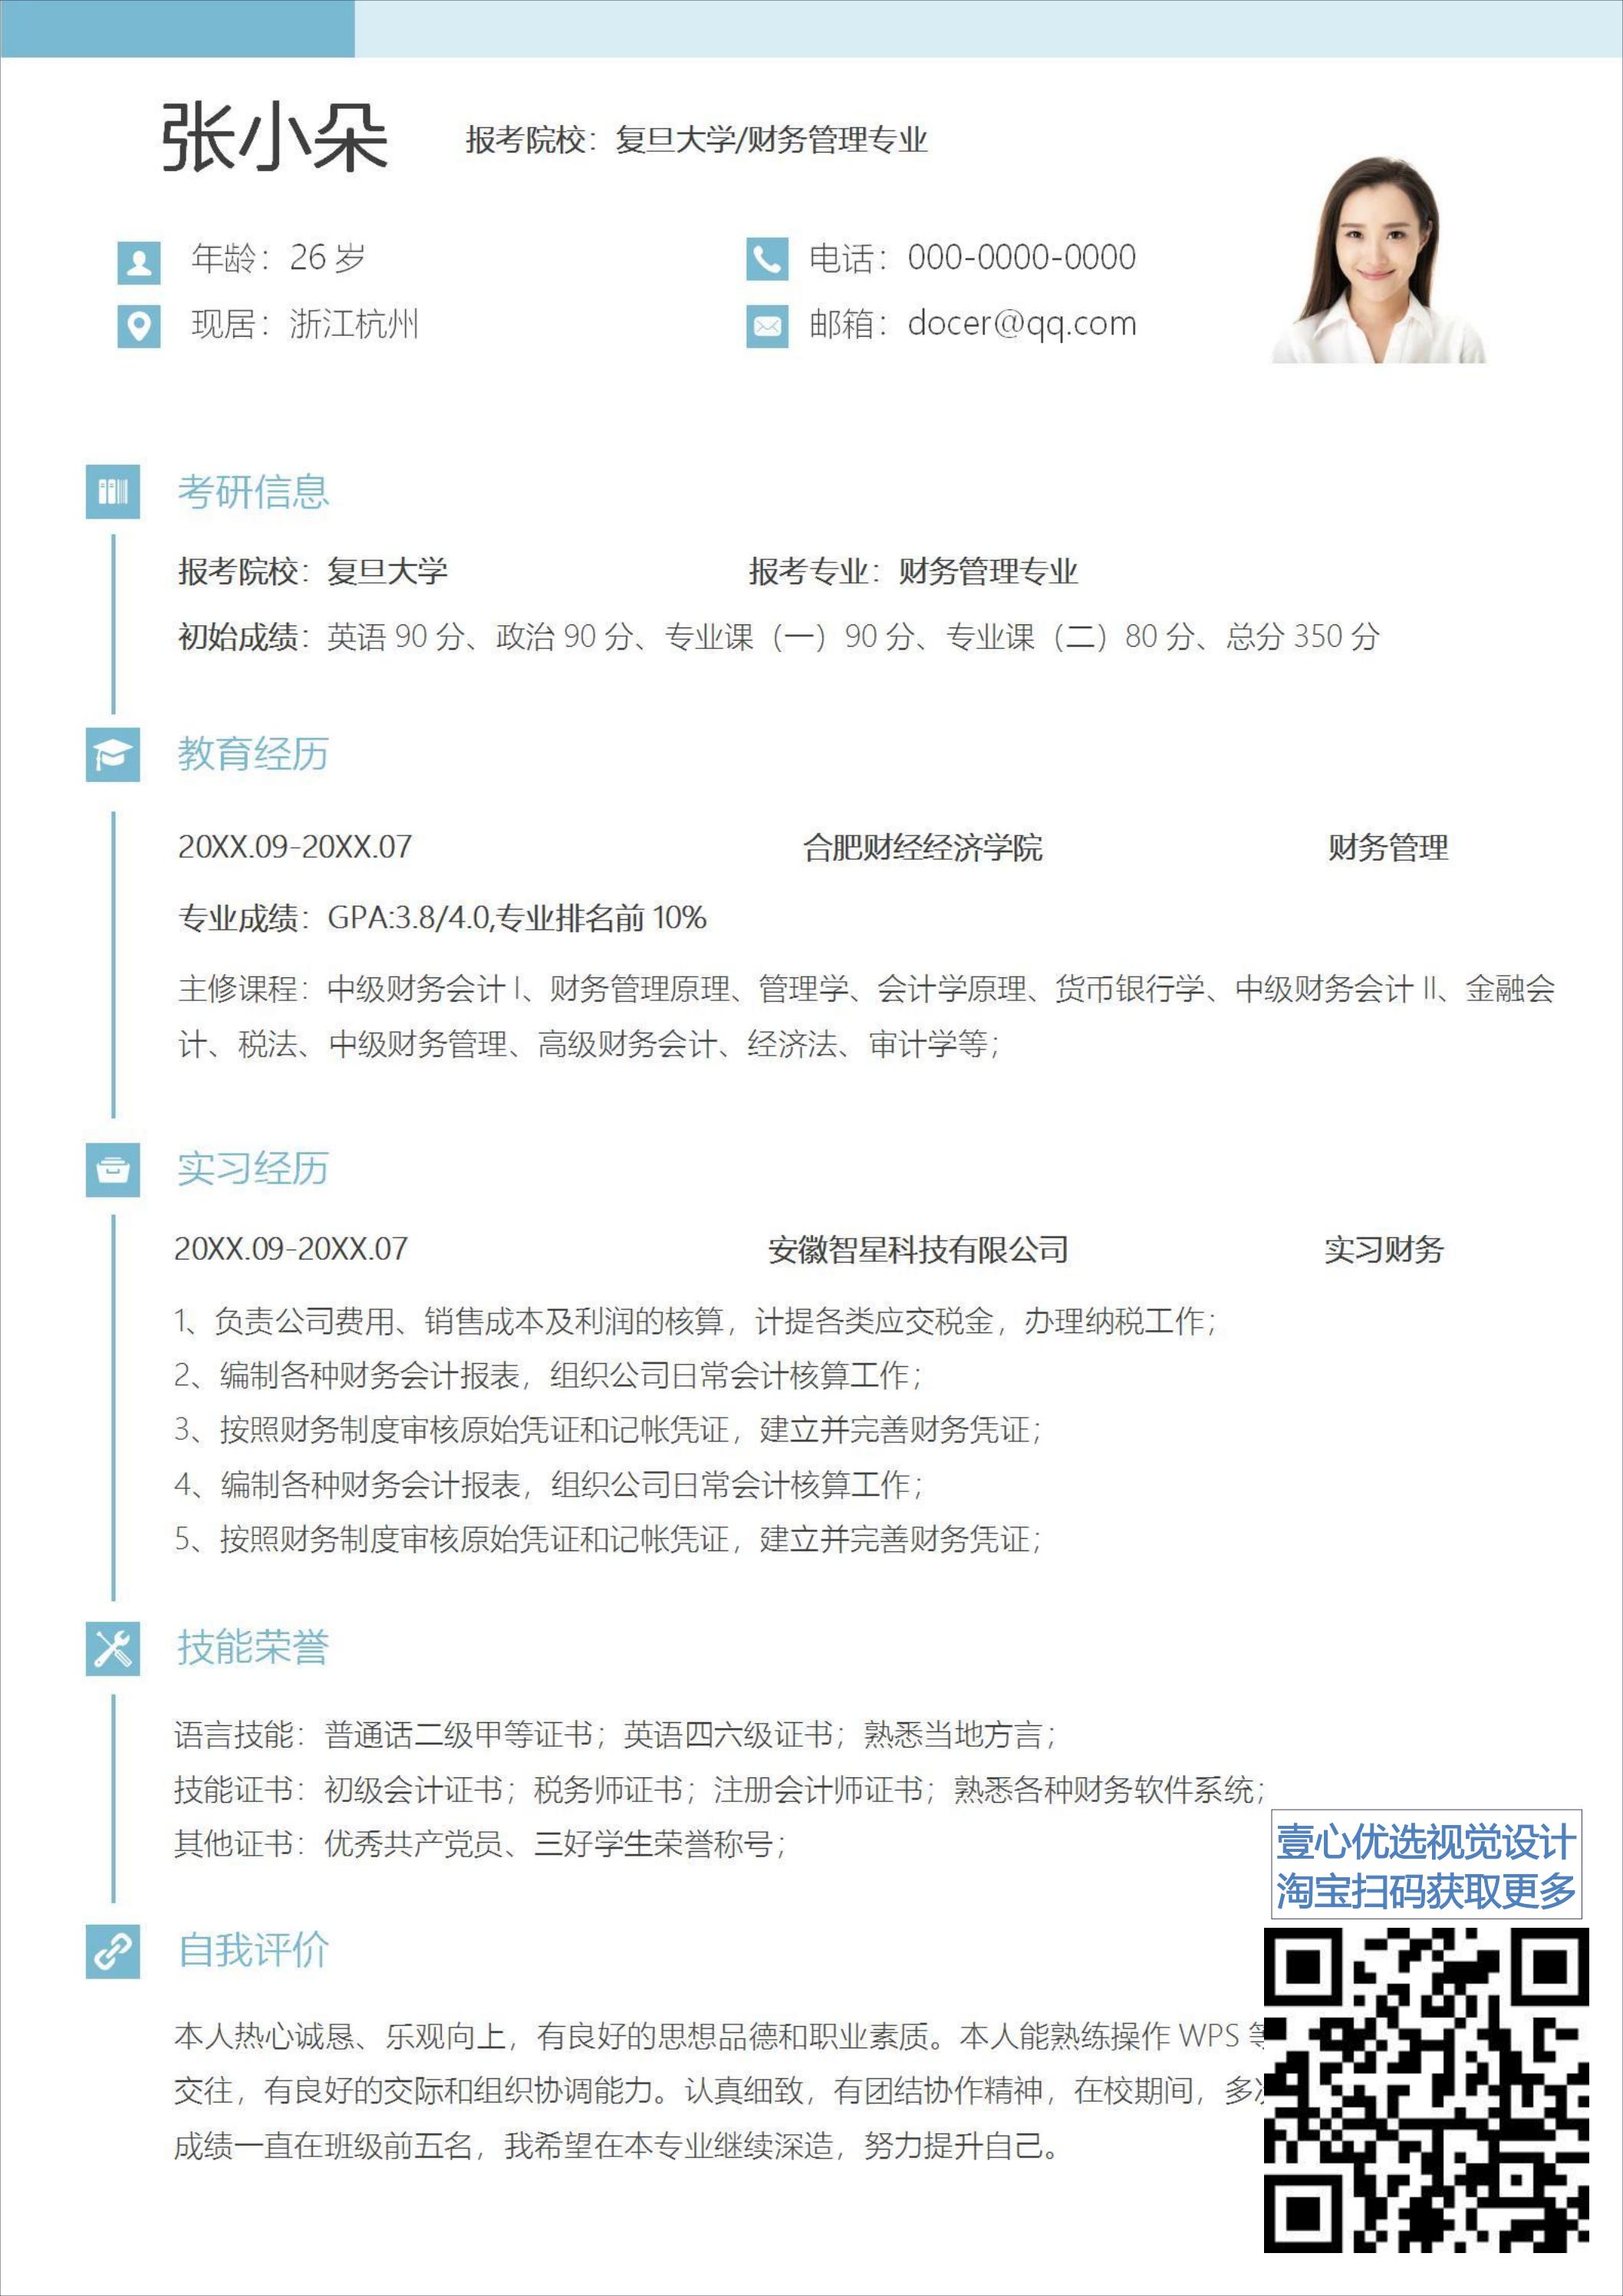 张小朵
报考院校：复旦大学/财务管理专业
年龄：26 岁
电话：000-0000-0000
现居：浙江杭州
邮箱：docer@qq.com
考研信息
报考院校：复旦大学 报考专业：财务管理专业
初始成绩：英语 90 分、政治 90 分、专业课（一）90 分、专业课（二）80 分、总分 350 分
教育经历
20XX.09-20XX.07 合肥财经经济学院 财务管理
专业成绩：GPA:3.8/4.0,专业排名前 10%
主修课程：中级财务会计 I、财务管理原理、管理学、会计学原理、货币银行学、中级财务会计 II、金融会
计、税法、中级财务管理、高级财务会计、经济法、审计学等；
实习经历
20XX.09-20XX.07 安徽智星科技有限公司 实习财务
1、负责公司费用、销售成本及利润的核算，计提各类应交税金，办理纳税工作；
2、编制各种财务会计报表，组织公司日常会计核算工作；
3、按照财务制度审核原始凭证和记帐凭证，建立并完善财务凭证；
4、编制各种财务会计报表，组织公司日常会计核算工作；
5、按照财务制度审核原始凭证和记帐凭证，建立并完善财务凭证；
技能荣誉
语言技能：普通话二级甲等证书；英语四六级证书；熟悉当地方言；
技能证书：初级会计证书；税务师证书；注册会计师证书；熟悉各种财务软件系统；
其他证书：优秀共产党员、三好学生荣誉称号；
壹心优选视觉设计
淘宝扫码获取更多
自我评价
本人热心诚恳、乐观向上，有良好的思想品德和职业素质。本人能熟练操作 WPS
交往，有良好的交际和组织协调能力。认真细致，有团结协作精神，在校期间，多
成绩一直在班级前五名，我希望在本专业继续深造，努力提升自己。